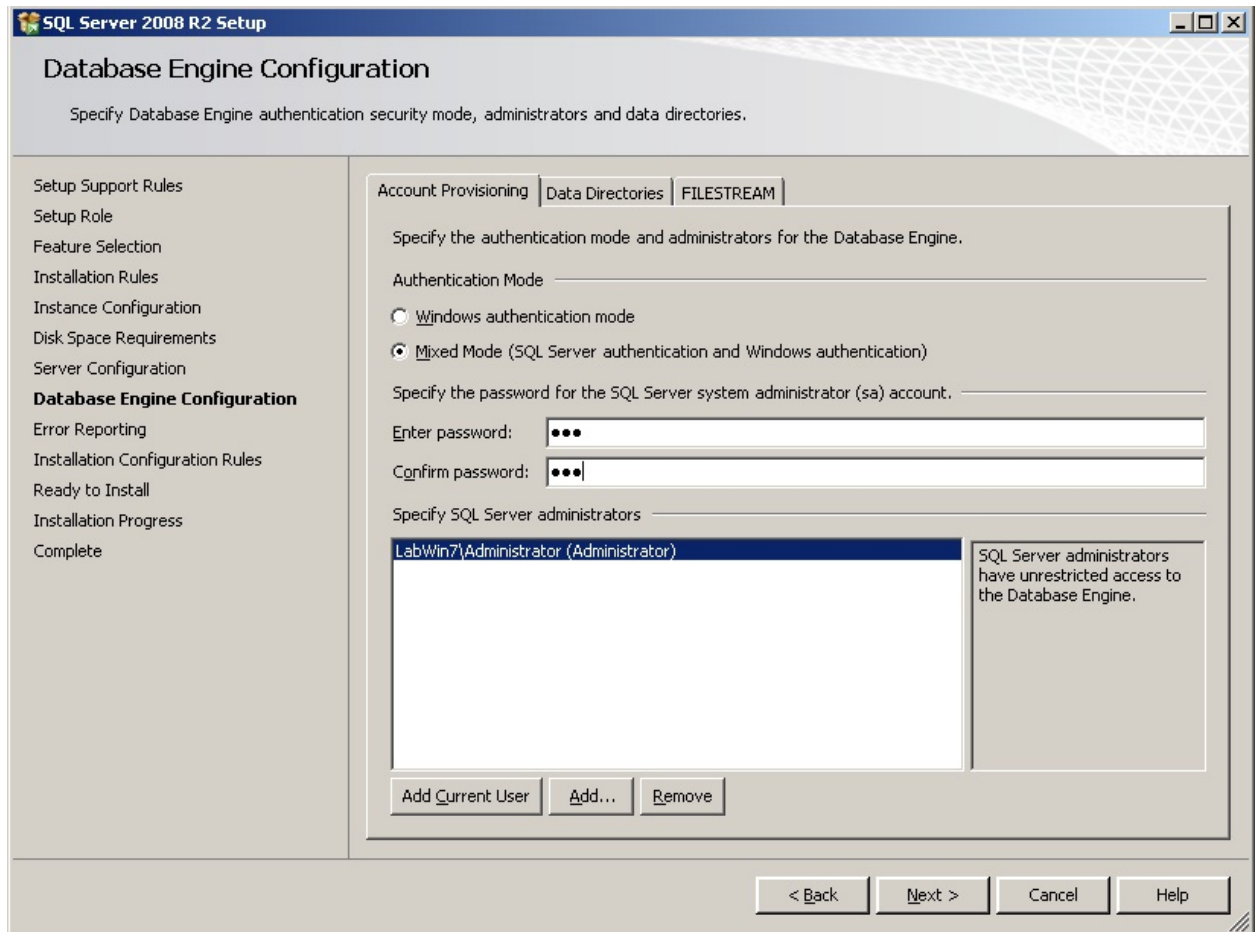 SQL Server 2008 R2 Setup
Database Engine Configuration
Specify Database Engine authentication security mode, administrators and data directories.
Setup Support Rules
Setup Role
Feature Selection
Installation Rules
Instance Configuration
Disk Space Requirements
Server Configuration
Database Engine Configuration
Error Reporting
Installation Configuration Rules
Ready to Install
Installation Progress
Complete
Account Provisioning Data Directories FILESTREAM
Specify the authentication mode and administrators for the Database Engine.
Authentication Mode
Windows authentication mode
Mixed Mode (SQL Server authentication and Windows authentication)
Specify the password for the SQL Server system administrator (sa) account.
Enter password: ●●●
Confirm password: ●●●
Specify SQL Server administrators
LabWin7\Administrator (Administrator)
SQL Server administrators
have unrestricted access to
the Database Engine.
Add Current User Add... Remove
< Back Next > Cancel Help